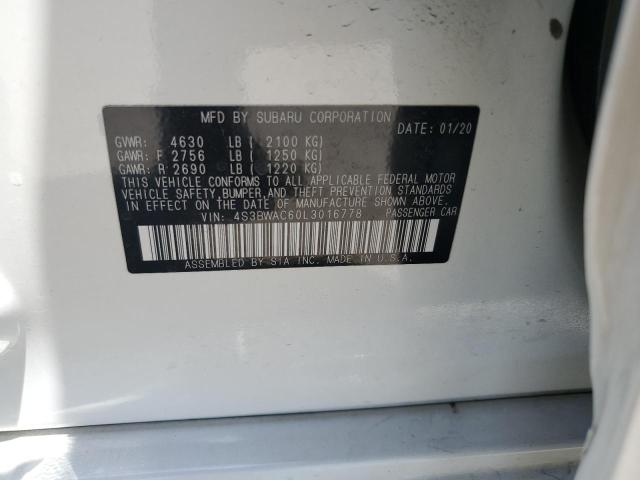 MFD BY SUBARU CORPORATION
DATE: 01/20
GVWR: 4630 LB ( 2100 KG)
GAWR: F 2756 LB ( 1250 KG)
GAWR: R 2690 LB ( 1220 KG)
THIS VEHICLE CONFORMS TO ALL APPLICABLE FEDERAL MOTOR
VEHICLE SAFETY, BUMPER, AND THEFT PREVENTION STANDARDS
IN EFFECT ON THE DATE OF MANUFACTURE SHOWN ABOVE.
VIN: 4S3BWAC60L3016778 PASSENGER CAR
ASSEMBLED BY SIA INC. MADE IN U.S.A.